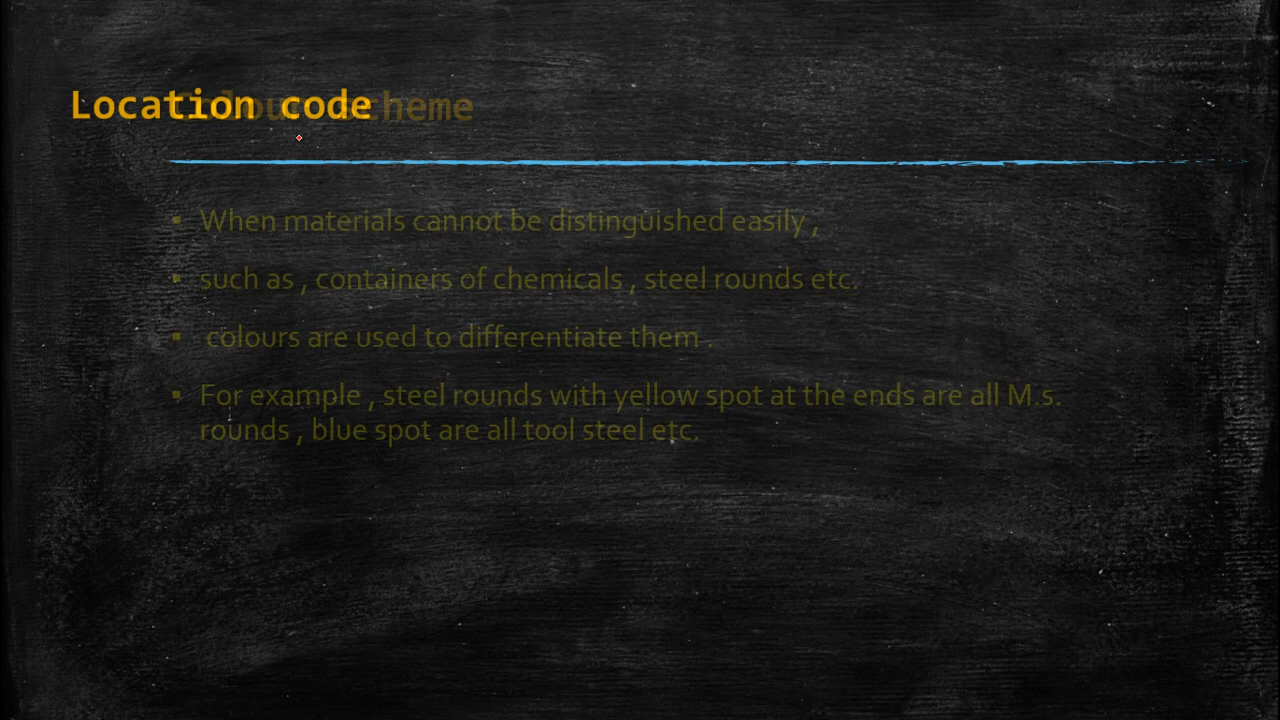 Location code
Colour scheme
▪ When materials cannot be distinguished easily ,
▪ such as , containers of chemicals , steel rounds etc.
▪ colours are used to differentiate them .
▪ For example , steel rounds with yellow spot at the ends are all M.s.
rounds , blue spot are all tool steel etc.